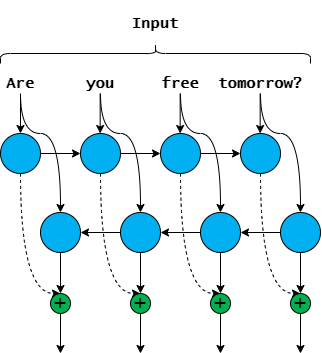 Input
Are you free tomorrow?
+ + + +